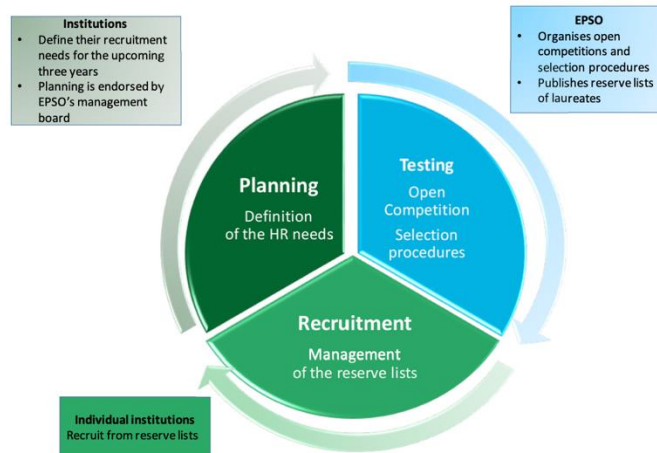 Institutions
• Define their recruitment
needs for the upcoming
three years
• Planning is endorsed by
EPSO's management
board
EPSO
• Organises open
competitions and
selection procedures
• Publishes reserve lists
of laureates
Planning
Definition
of the HR needs
Testing
Open
Competition
Selection
procedures
Recruitment
Management
of the reserve lists
Individual institutions
Recruit from reserve lists